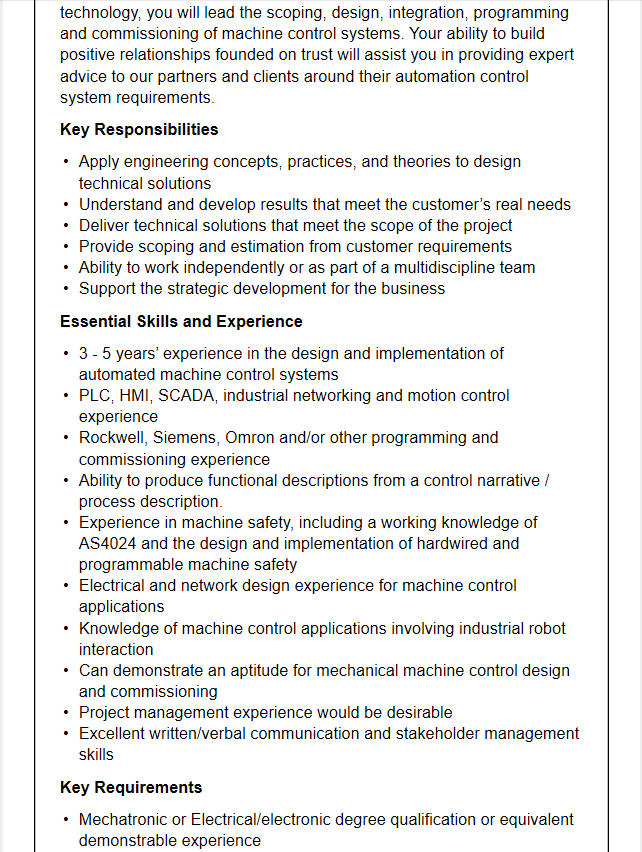 technology, you will lead the scoping, design, integration, programming
and commissioning of machine control systems. Your ability to build
positive relationships founded on trust will assist you in providing expert
advice to our partners and clients around their automation control
system requirements.
Key Responsibilities
• Apply engineering concepts, practices, and theories to design
technical solutions
• Understand and develop results that meet the customer’s real needs
• Deliver technical solutions that meet the scope of the project
• Provide scoping and estimation from customer requirements
• Ability to work independently or as part of a multidiscipline team
• Support the strategic development for the business
Essential Skills and Experience
• 3 - 5 years’ experience in the design and implementation of
automated machine control systems
• PLC, HMI, SCADA, industrial networking and motion control
experience
• Rockwell, Siemens, Omron and/or other programming and
commissioning experience
• Ability to produce functional descriptions from a control narrative /
process description.
• Experience in machine safety, including a working knowledge of
AS4024 and the design and implementation of hardwired and
programmable machine safety
• Electrical and network design experience for machine control
applications
• Knowledge of machine control applications involving industrial robot
interaction
• Can demonstrate an aptitude for mechanical machine control design
and commissioning
• Project management experience would be desirable
• Excellent written/verbal communication and stakeholder management
skills
Key Requirements
• Mechatronic or Electrical/electronic degree qualification or equivalent
demonstrable experience